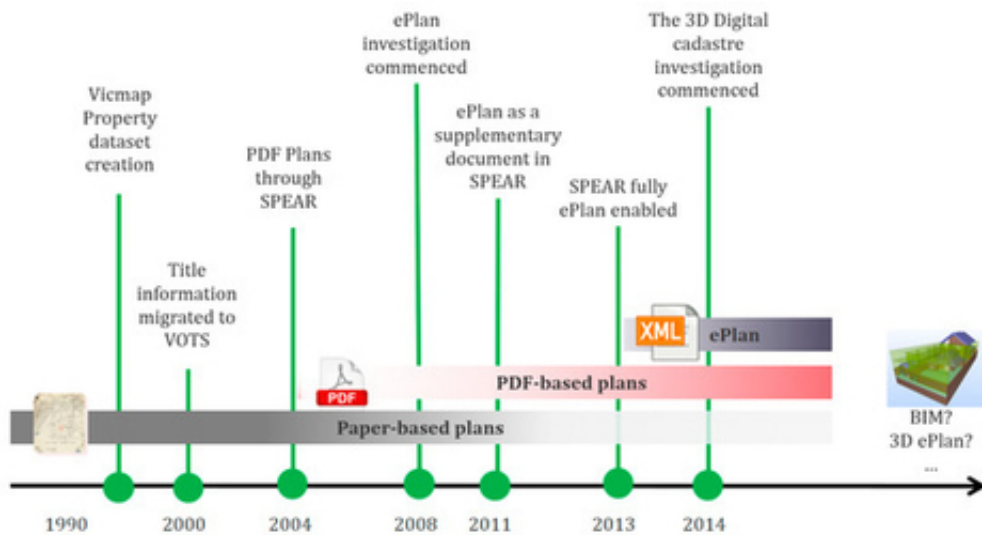 Vicmap
Property
dataset
creation
Title
information
migrated to
VOTS
PDF Plans
through
SPEAR
ePlan
investigation
commenced
ePlan as a
supplementary
document in
SPEAR
SPEAR fully
ePlan enabled
The 3D Digital
cadastre
investigation
commenced
XML
ePlan
PDF
PDF-based plans
Paper-based plans
BIM?
3D ePlan?
...
1990
2000
2004
2008
2011
2013
2014